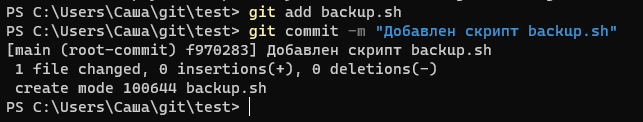 PS C:\Users\Саша\git\test> git add backup.sh
PS C:\Users\Саша\git\test> git commit -m "Добавлен скрипт backup.sh"
[main (root-commit) f970283] Добавлен скрипт backup.sh
 1 file changed, 0 insertions(+), 0 deletions(-)
 create mode 100644 backup.sh
PS C:\Users\Саша\git\test>